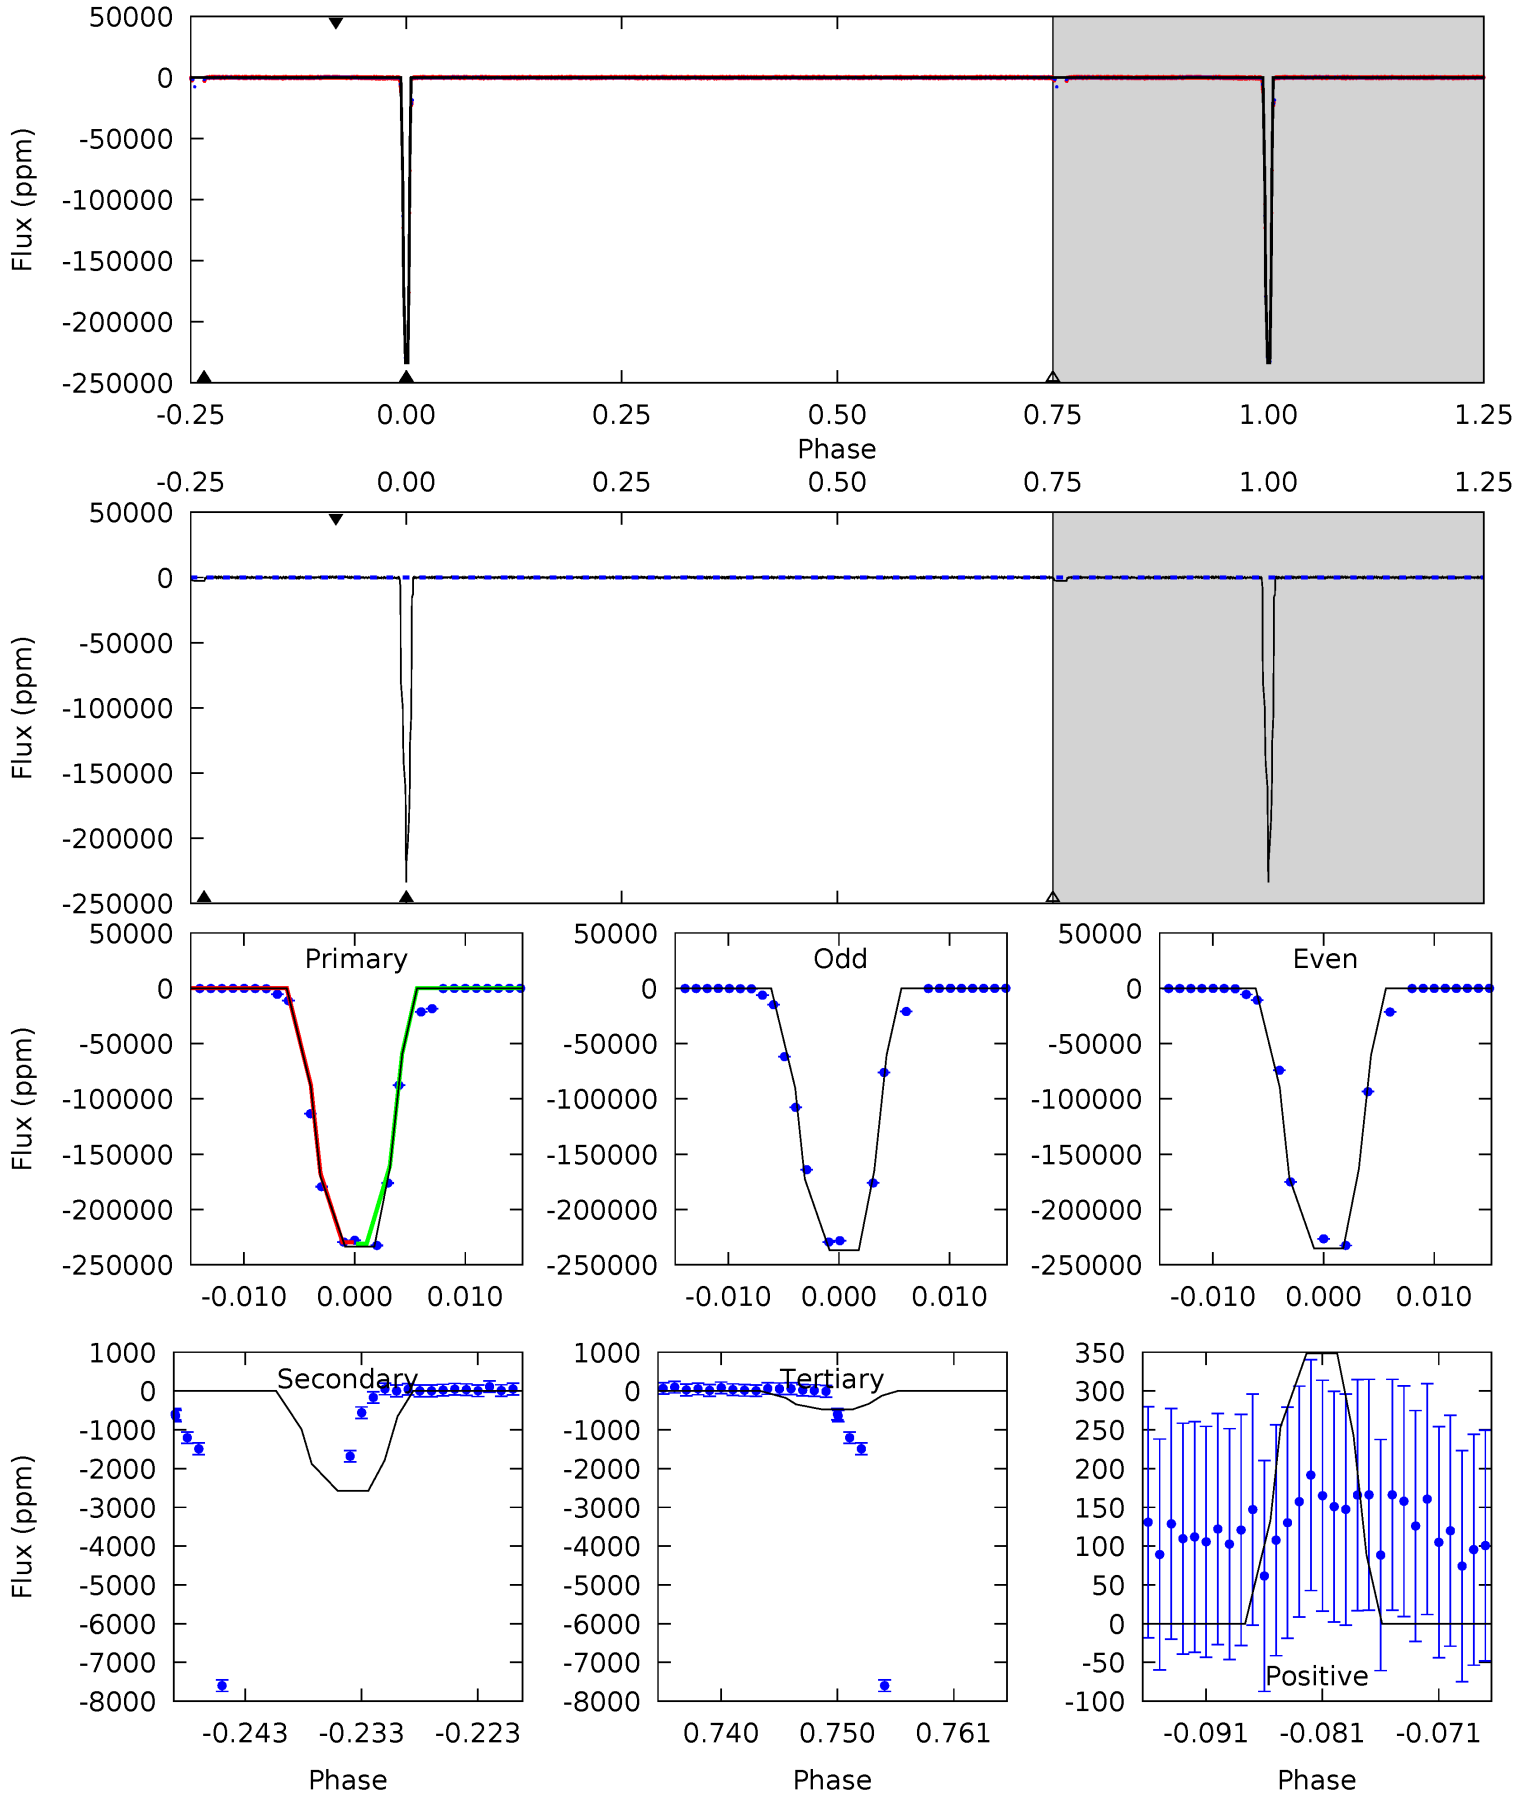 50000
0
-50000
-100000
-150000
-200000
-250000
Flux (ppm)
-0.25 0.00 0.25 0.50 0.75 1.00 1.25
Phase
-0.25 0.00 0.25 0.50 0.75 1.00 1.25
50000
0
-50000
-100000
-150000
-200000
-250000
Flux (ppm)
Primary
50000
0
-50000
-100000
-150000
-200000
-250000
Flux (ppm)
-0.010 0.000 0.010
Odd
50000
0
-50000
-100000
-150000
-200000
-250000
-0.010 0.000 0.010
Even
50000
0
-50000
-100000
-150000
-200000
-250000
-0.010 0.000 0.010
Secondary
1000
0
-1000
-2000
-3000
-4000
-5000
-6000
-7000
-8000
Flux (ppm)
-0.243 -0.233 -0.223
Phase
Tertiary
1000
0
-1000
-2000
-3000
-4000
-5000
-6000
-7000
-8000
0.740 0.750 0.761
Phase
350
300
250
200
150
100
50
0
-50
-100
Positive
-0.091 -0.081 -0.071
Phase